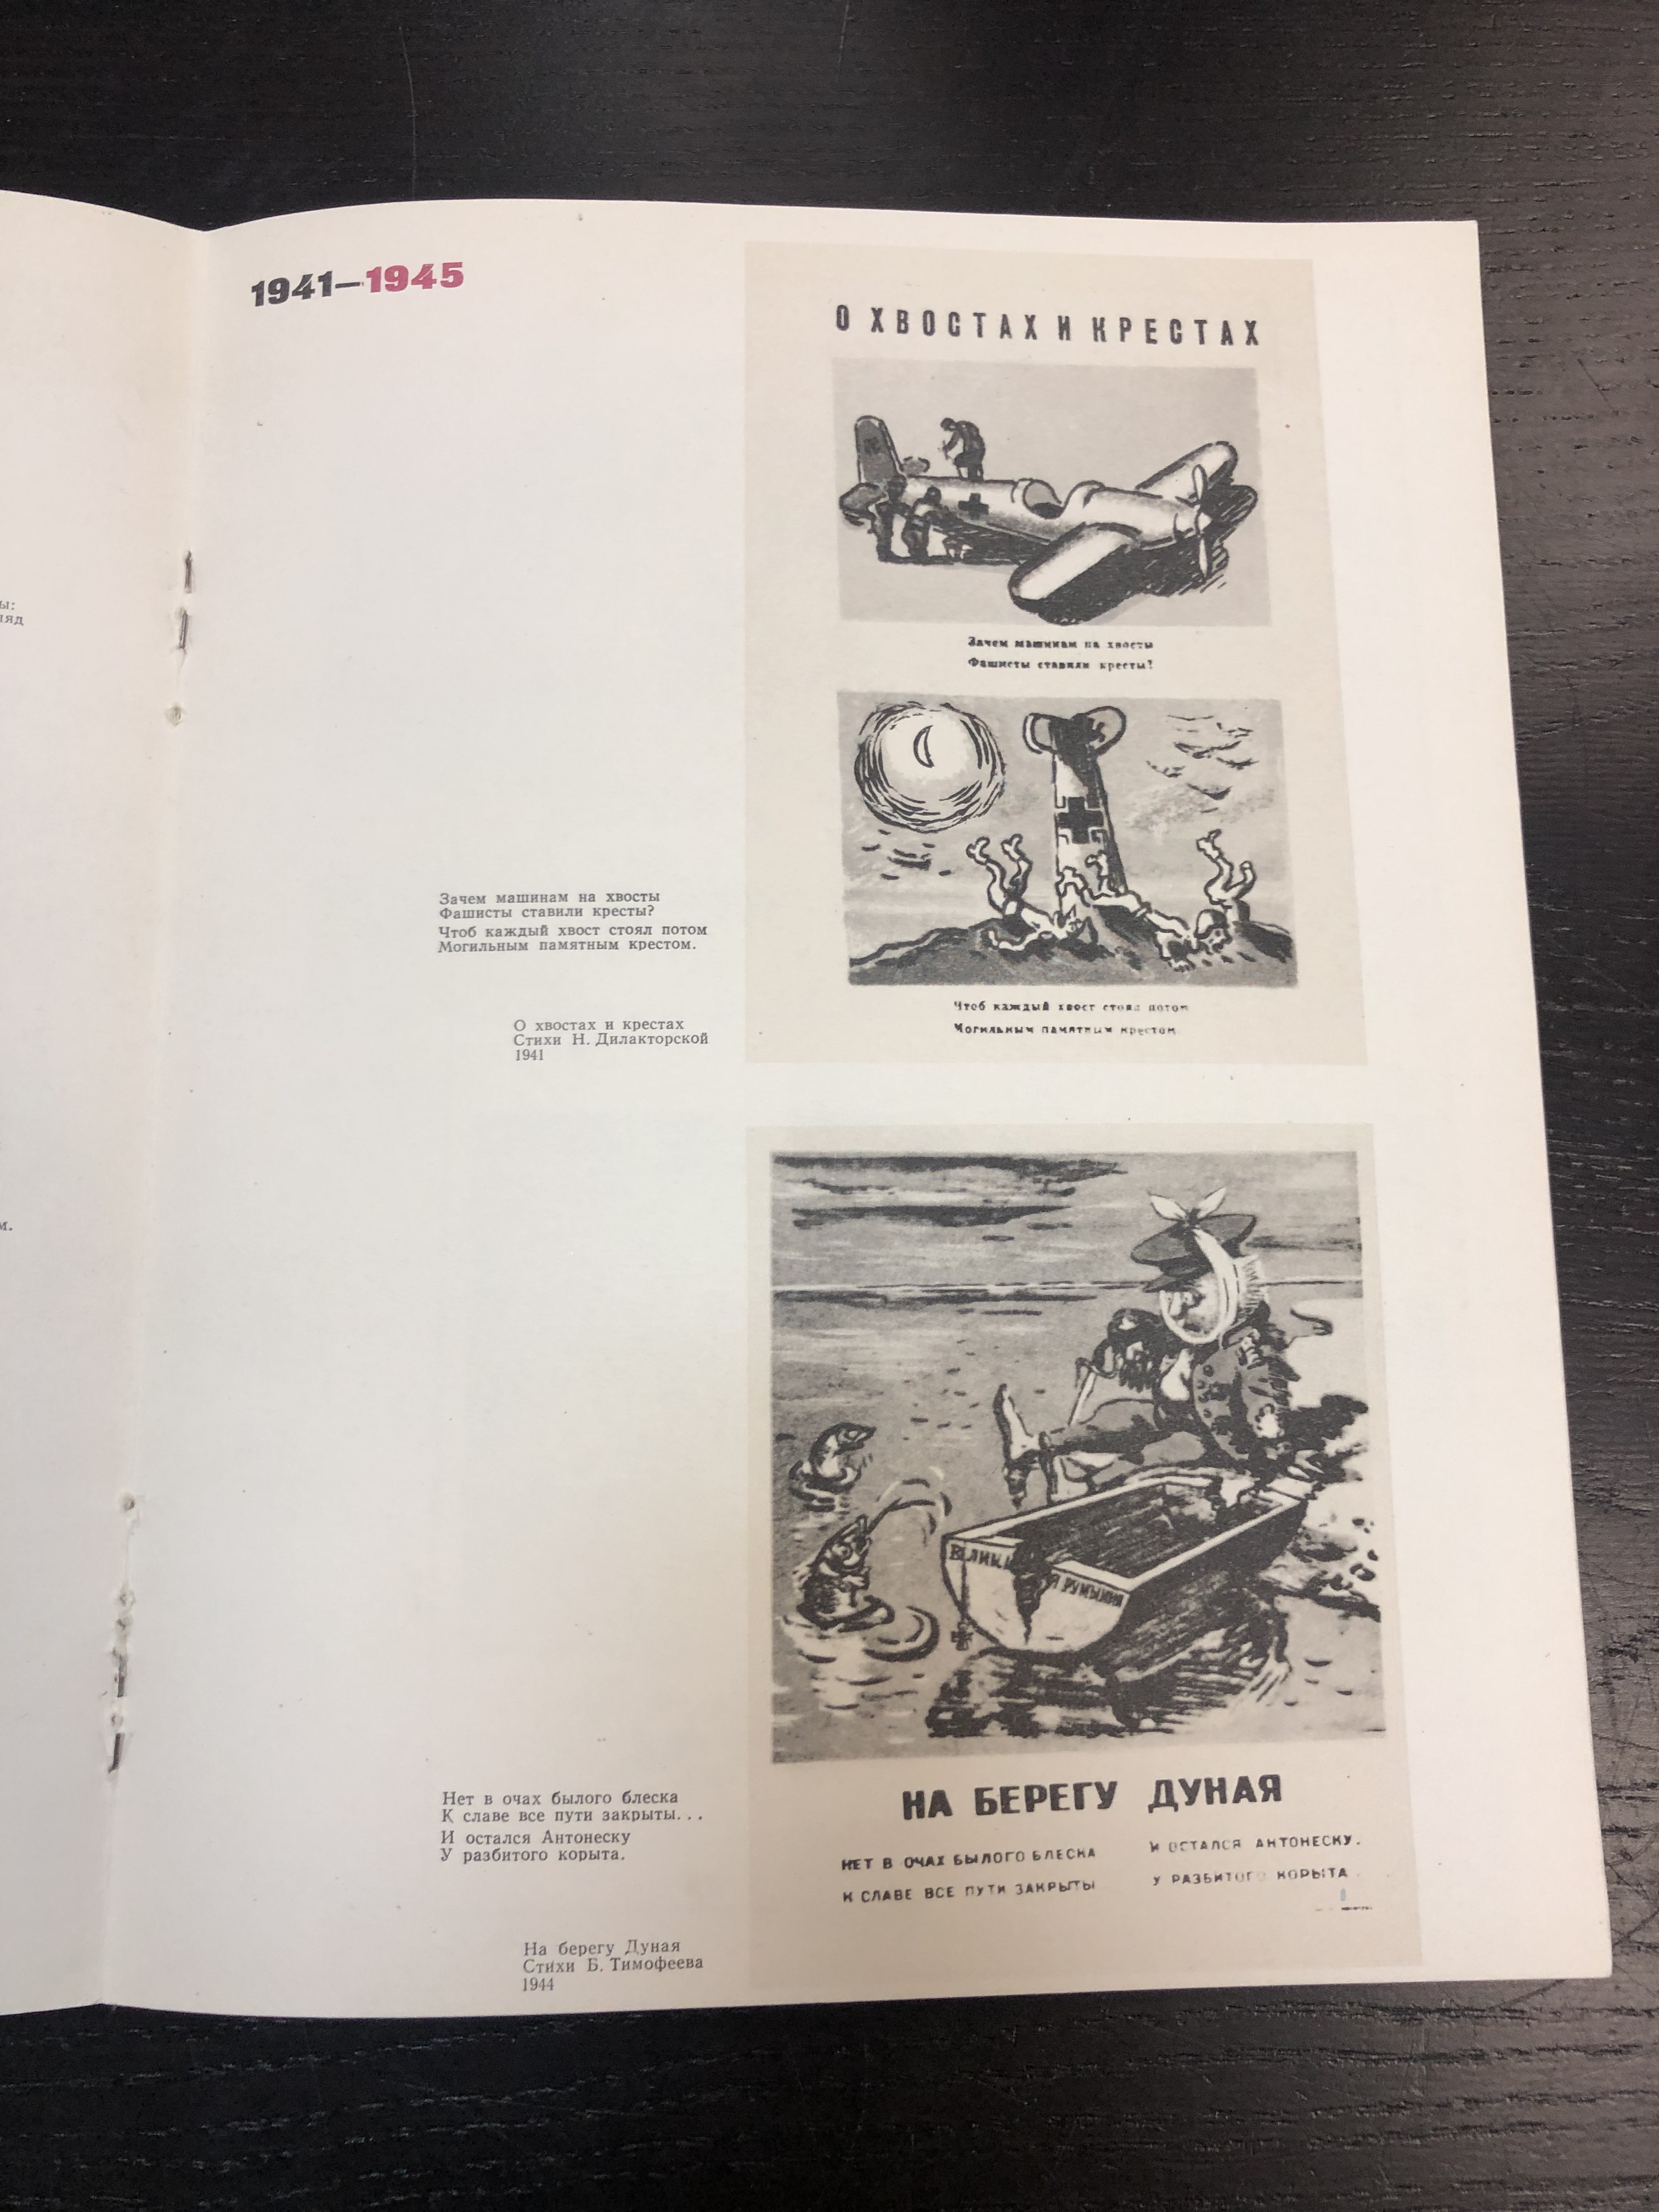 ы:
ляд
м.
1941—1945
О ХВОСТАХ И КРЕСТАХ
Зачем машинам на хвосты
Фашисты ставили кресты?
Чтоб каждый хвост стоял потом
Могильным памятным крестом
Зачем машинам на хвосты
Фашисты ставили кресты?
Чтоб каждый хвост стоял потом
Могильным памятным крестом.
О хвостах и крестах
Стихи Н. Дилакторской
1941
ВЕЛИКАЯ РУМЫНИЯ
НА БЕРЕГУ ДУНАЯ
НЕТ В ОЧАХ БЫЛОГО БЛЕСКА
К СЛАВЕ ВСЕ ПУТИ ЗАКРЫТЫ
И ОСТАЛСЯ АНТОНЕСКУ.
У РАЗБИТОГО КОРЫТА.
Нет в очах былого блеска
К славе все пути закрыты...
И остался Антонеску
У разбитого корыта.
На берегу Дуная
Стихи Б. Тимофеева
1944